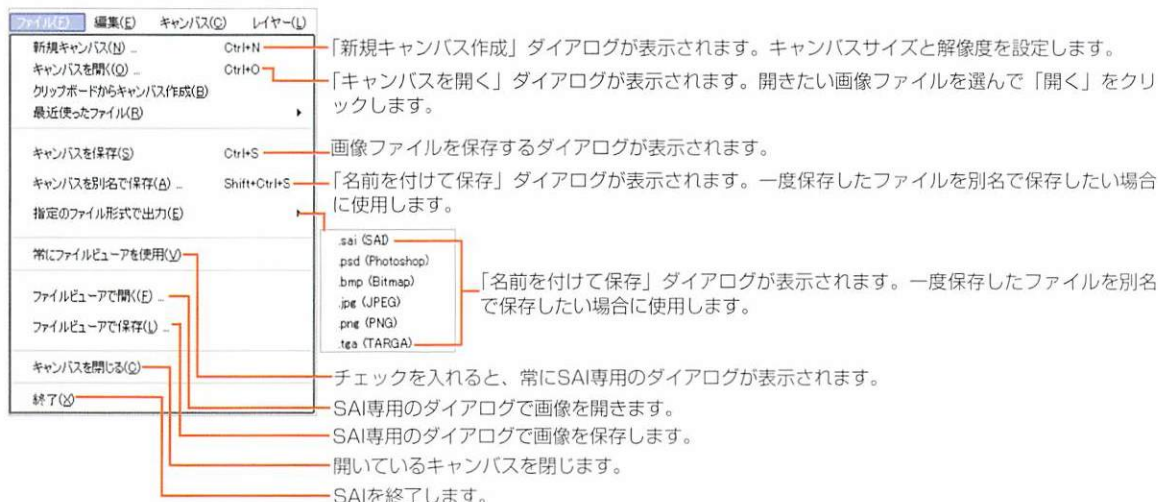 ファイル(F) 編集(E) キャンバス(C) レイヤー(L)
新規キャンバス(N) ... Ctrl+N
「新規キャンバス作成」ダイアログが表示されます。キャンバスサイズと解像度を設定します。
キャンバスを開く(O) ... Ctrl+O
「キャンバスを開く」ダイアログが表示されます。開きたい画像ファイルを選んで「開く」をクリ
ックします。
クリップボードからキャンバス作成(B)
最近使ったファイル(R)
キャンバスを保存(S) Ctrl+S
画像ファイルを保存するダイアログが表示されます。
キャンバスを別名で保存(A) ... Shift+Ctrl+S
「名前を付けて保存」ダイアログが表示されます。一度保存したファイルを別名で保存したい場合
に使用します。
指定のファイル形式で出力(E)
.sai (SAI)
.psd (Photoshop)
.bmp (Bitmap)
.jpg (JPEG)
.png (PNG)
.tga (TARGA)
「名前を付けて保存」ダイアログが表示されます。一度保存したファイルを別名
で保存したい場合に使用します。
常にファイルビューアを使用(V)
ファイルビューアで開く(F) ...
ファイルビューアで保存(L) ...
キャンバスを閉じる(C)
終了(X)
チェックを入れると、常にSAI専用のダイアログが表示されます。
SAI専用のダイアログで画像を開きます。
SAI専用のダイアログで画像を保存します。
開いているキャンバスを閉じます。
SAIを終了します。